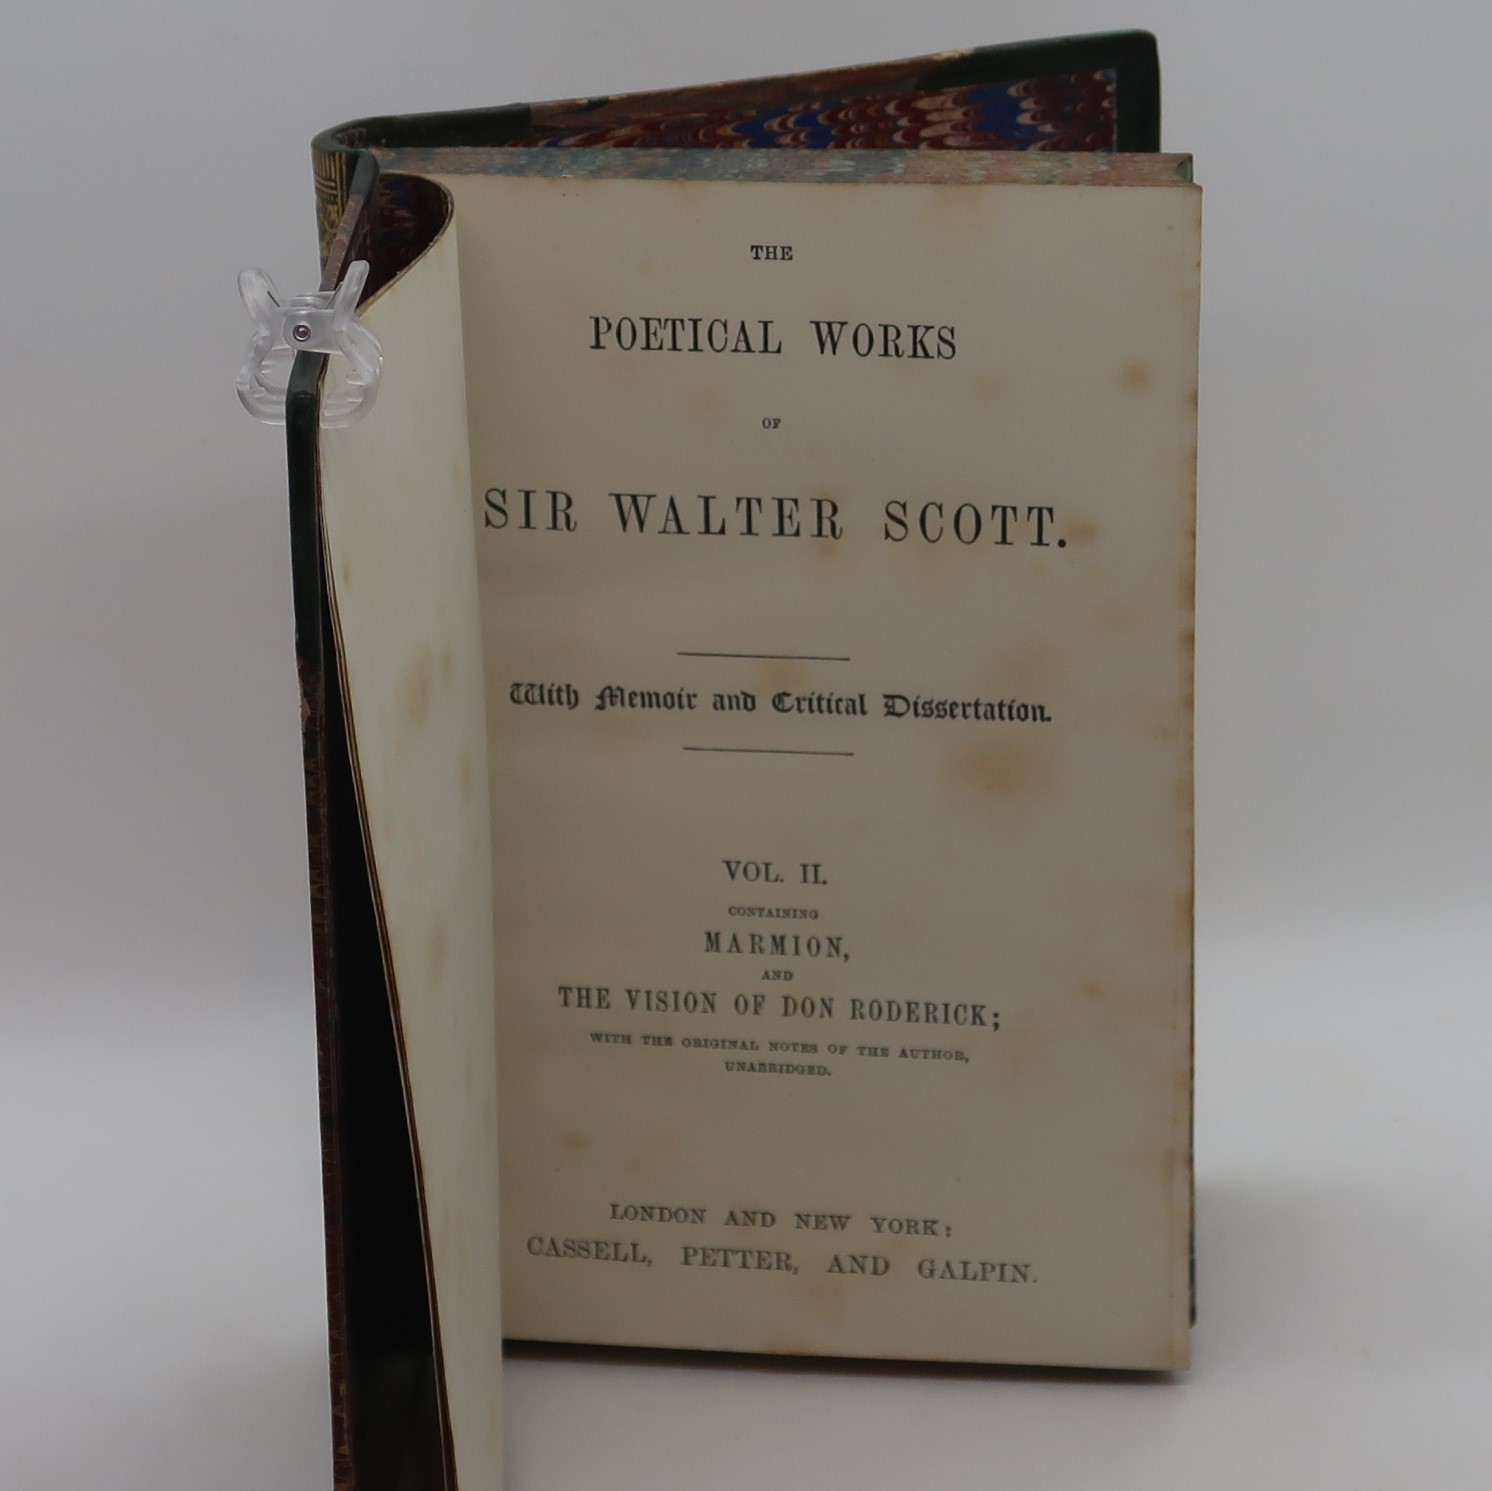 THE
POETICAL WORKS
OF
SIR WALTER SCOTT.
With Memoir and Critical Dissertation.
VOL. II.
CONTAINING
MARMION,
AND
THE VISION OF DON RODERICK;
WITH THE ORIGINAL NOTES OF THE AUTHOR,
UNABRIDGED.
LONDON AND NEW YORK:
CASSELL, PETTER, AND GALPIN.